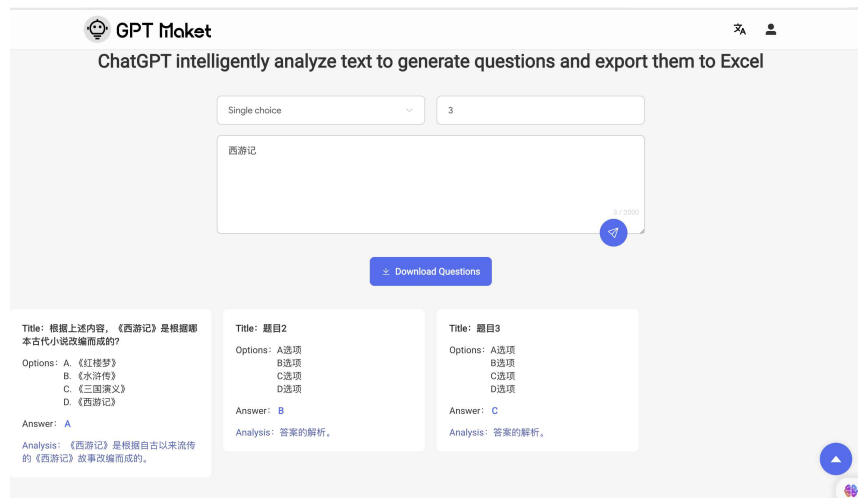 GPT Maket
ChatGPT intelligently analyze text to generate questions and export them to Excel
Single choice
3
西游记
3 / 2000
Download Questions
Title：根据上述内容，《西游记》是根据哪
本古代小说改编而成的?
Options：A. 《红楼梦》
B. 《水浒传》
C. 《三国演义》
D. 《西游记》
Answer： A
Analysis： 《西游记》是根据自古以来流传
的《西游记》故事改编而成的。
Title：题目2
Options：A选项
B选项
C选项
D选项
Answer： B
Analysis：答案的解析。
Title：题目3
Options：A选项
B选项
C选项
D选项
Answer： C
Analysis：答案的解析。